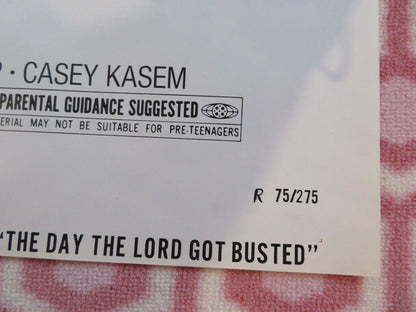 · CASEY KASEM
PARENTAL GUIDANCE SUGGESTED
ERIAL MAY NOT BE SUITABLE FOR PRE-TEENAGERS
R 75/275
"THE DAY THE LORD GOT BUSTED"